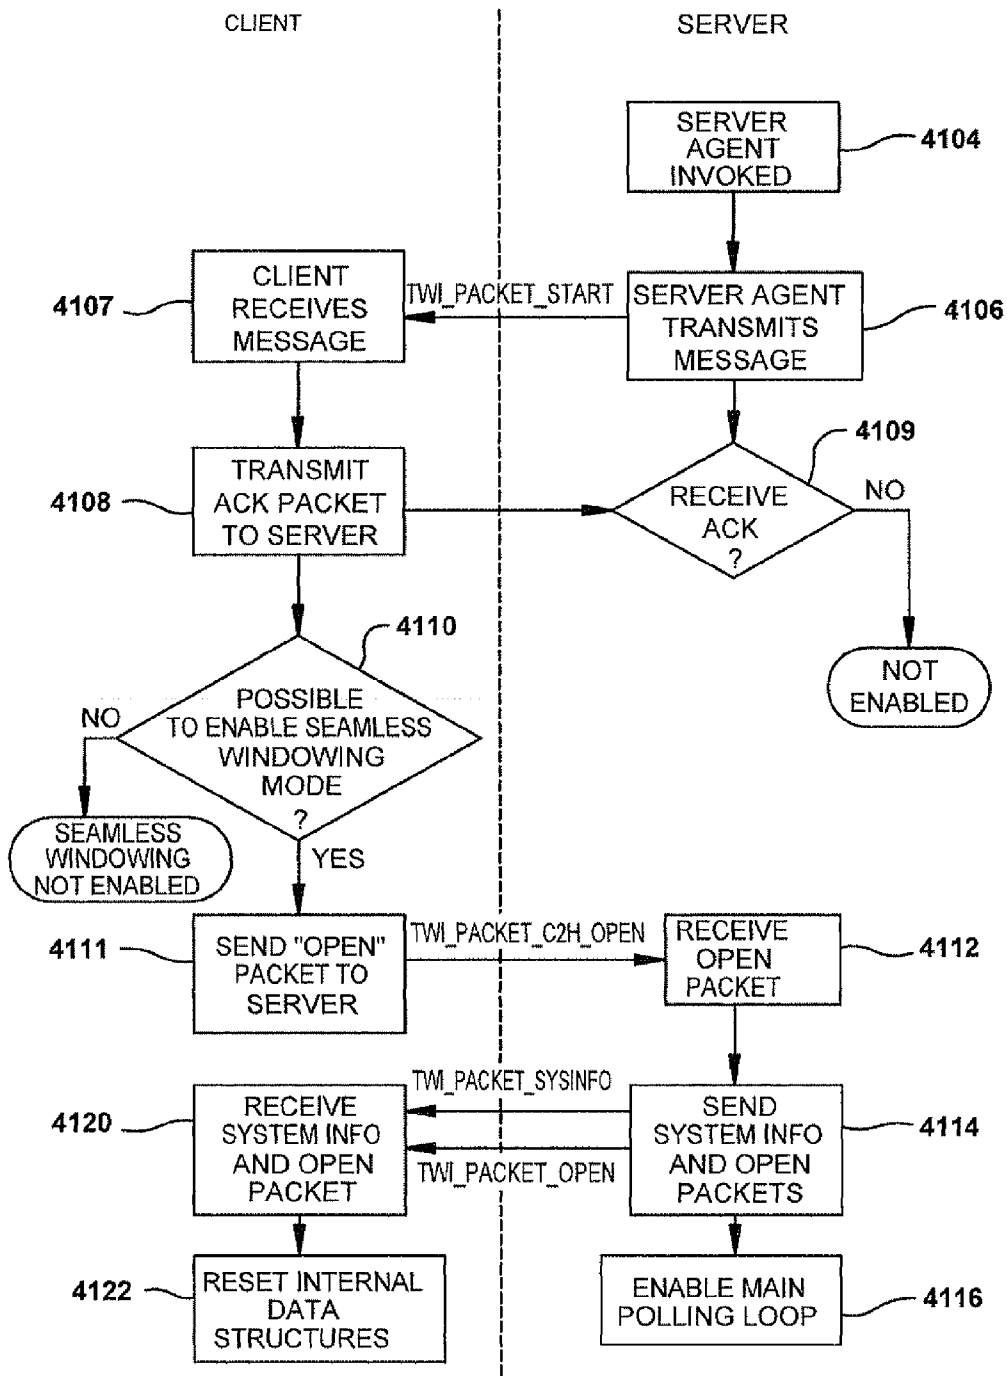 CLIENT
SERVER
SERVER
AGENT
INVOKED
4104
CLIENT
RECEIVES
MESSAGE
4107
TWI_PACKET_START
SERVER AGENT
TRANSMITS
MESSAGE
4106
TRANSMIT
ACK PACKET
TO SERVER
4108
RECEIVE
ACK
?
4109
NO
NOT
ENABLED
4110
POSSIBLE
TO ENABLE SEAMLESS
WINDOWING
MODE
?
NO
SEAMLESS
WINDOWING
NOT ENABLED
YES
4111
SEND "OPEN"
PACKET TO
SERVER
TWI_PACKET_C2H_OPEN
RECEIVE
OPEN
PACKET
4112
4120
RECEIVE
SYSTEM INFO
AND OPEN
PACKET
TWI_PACKET_SYSINFO
TWI_PACKET_OPEN
SEND
SYSTEM INFO
AND OPEN
PACKETS
4114
4122
RESET INTERNAL
DATA
STRUCTURES
ENABLE MAIN
POLLING LOOP
4116